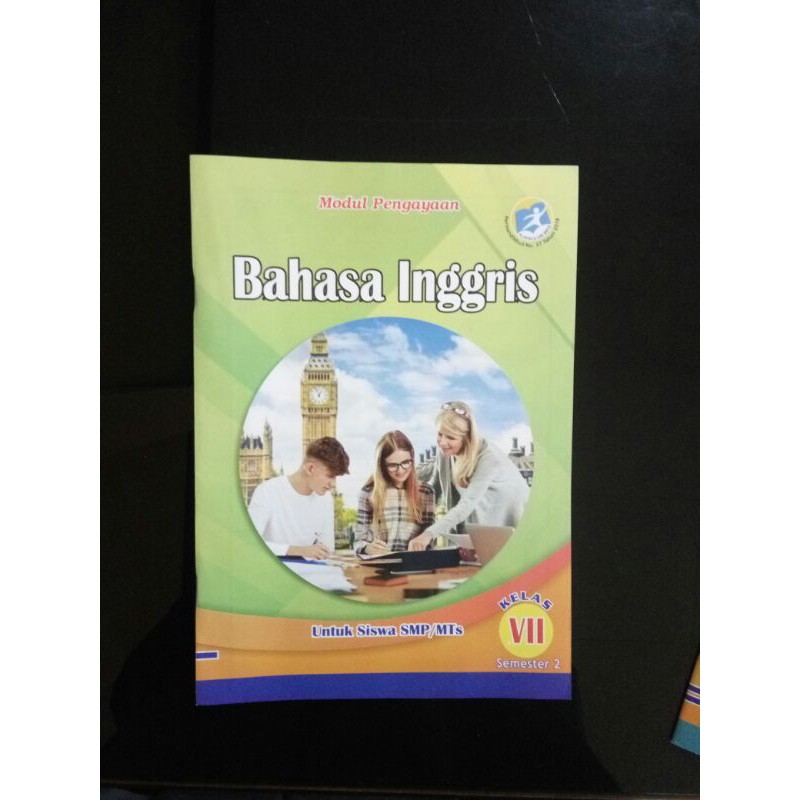 Modul Pengayaan
Bahasa Inggris
Untuk Siswa SMP/MTs
KELAS
VII
Semester 2